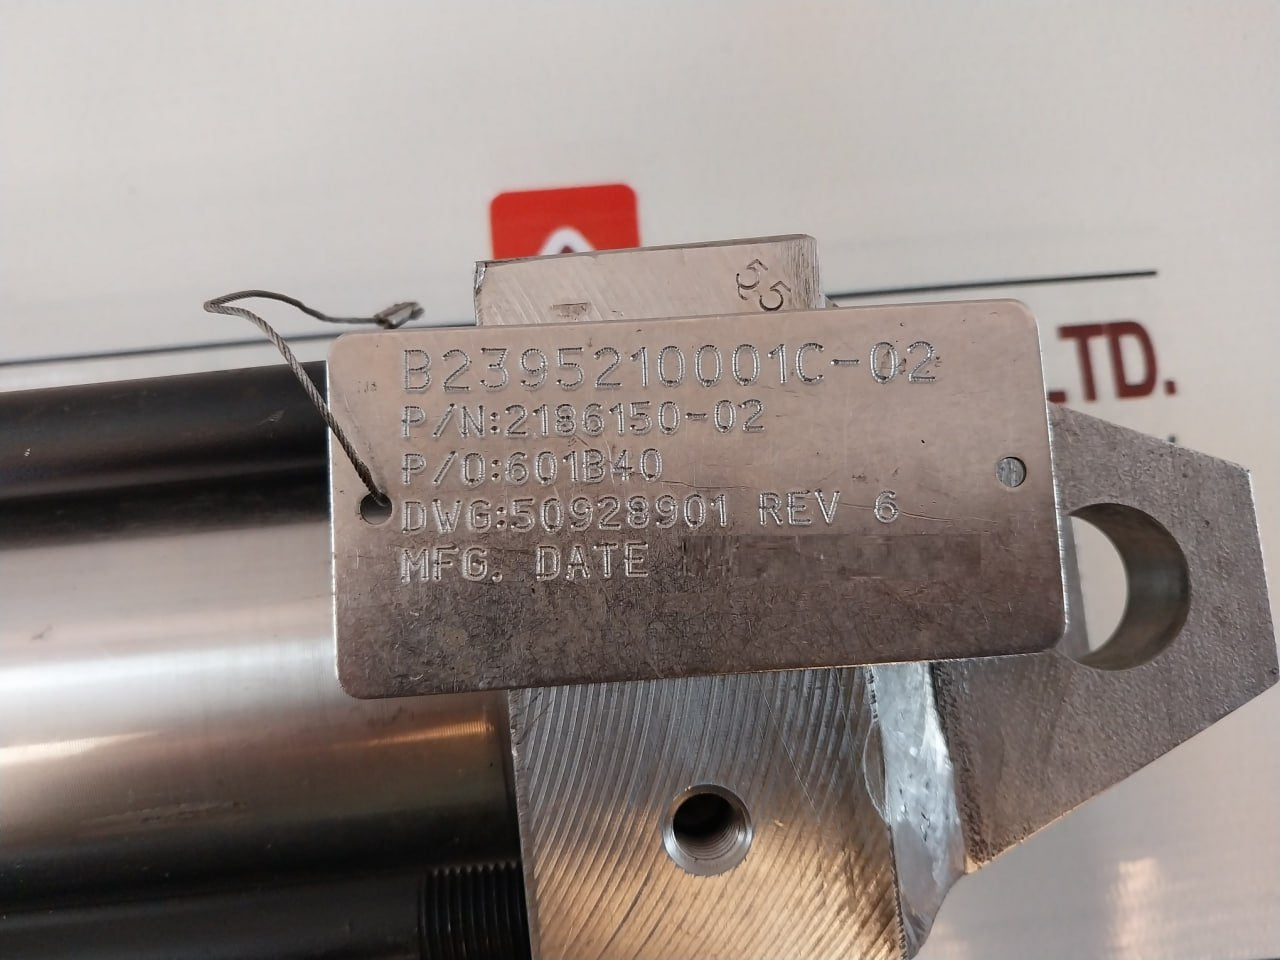 55
B2395210001C-02
P/N:2186150-02
P/O:601B40
DWG:50928901 REV 6
MFG. DATE
LTD.